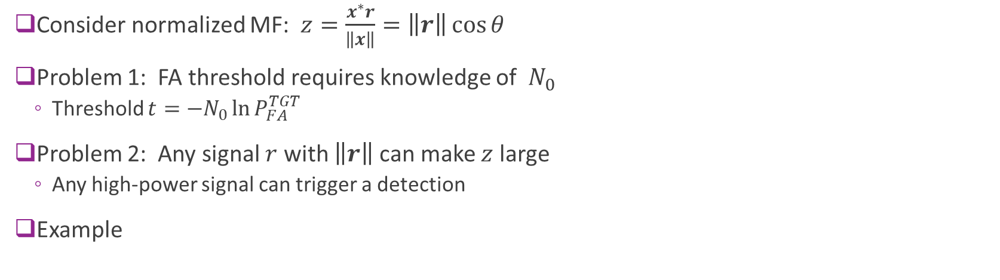 ❑Consider normalized MF: $z = \frac{\boldsymbol{x}^* \boldsymbol{r}}{\|\boldsymbol{x}\|} = \|\boldsymbol{r}\| \cos \theta$
❑Problem 1: FA threshold requires knowledge of $N_0$
◦ Threshold $t = -N_0 \ln P_{FA}^{TGT}$
❑Problem 2: Any signal $r$ with $\|\boldsymbol{r}\|$ can make $z$ large
◦ Any high-power signal can trigger a detection
❑Example